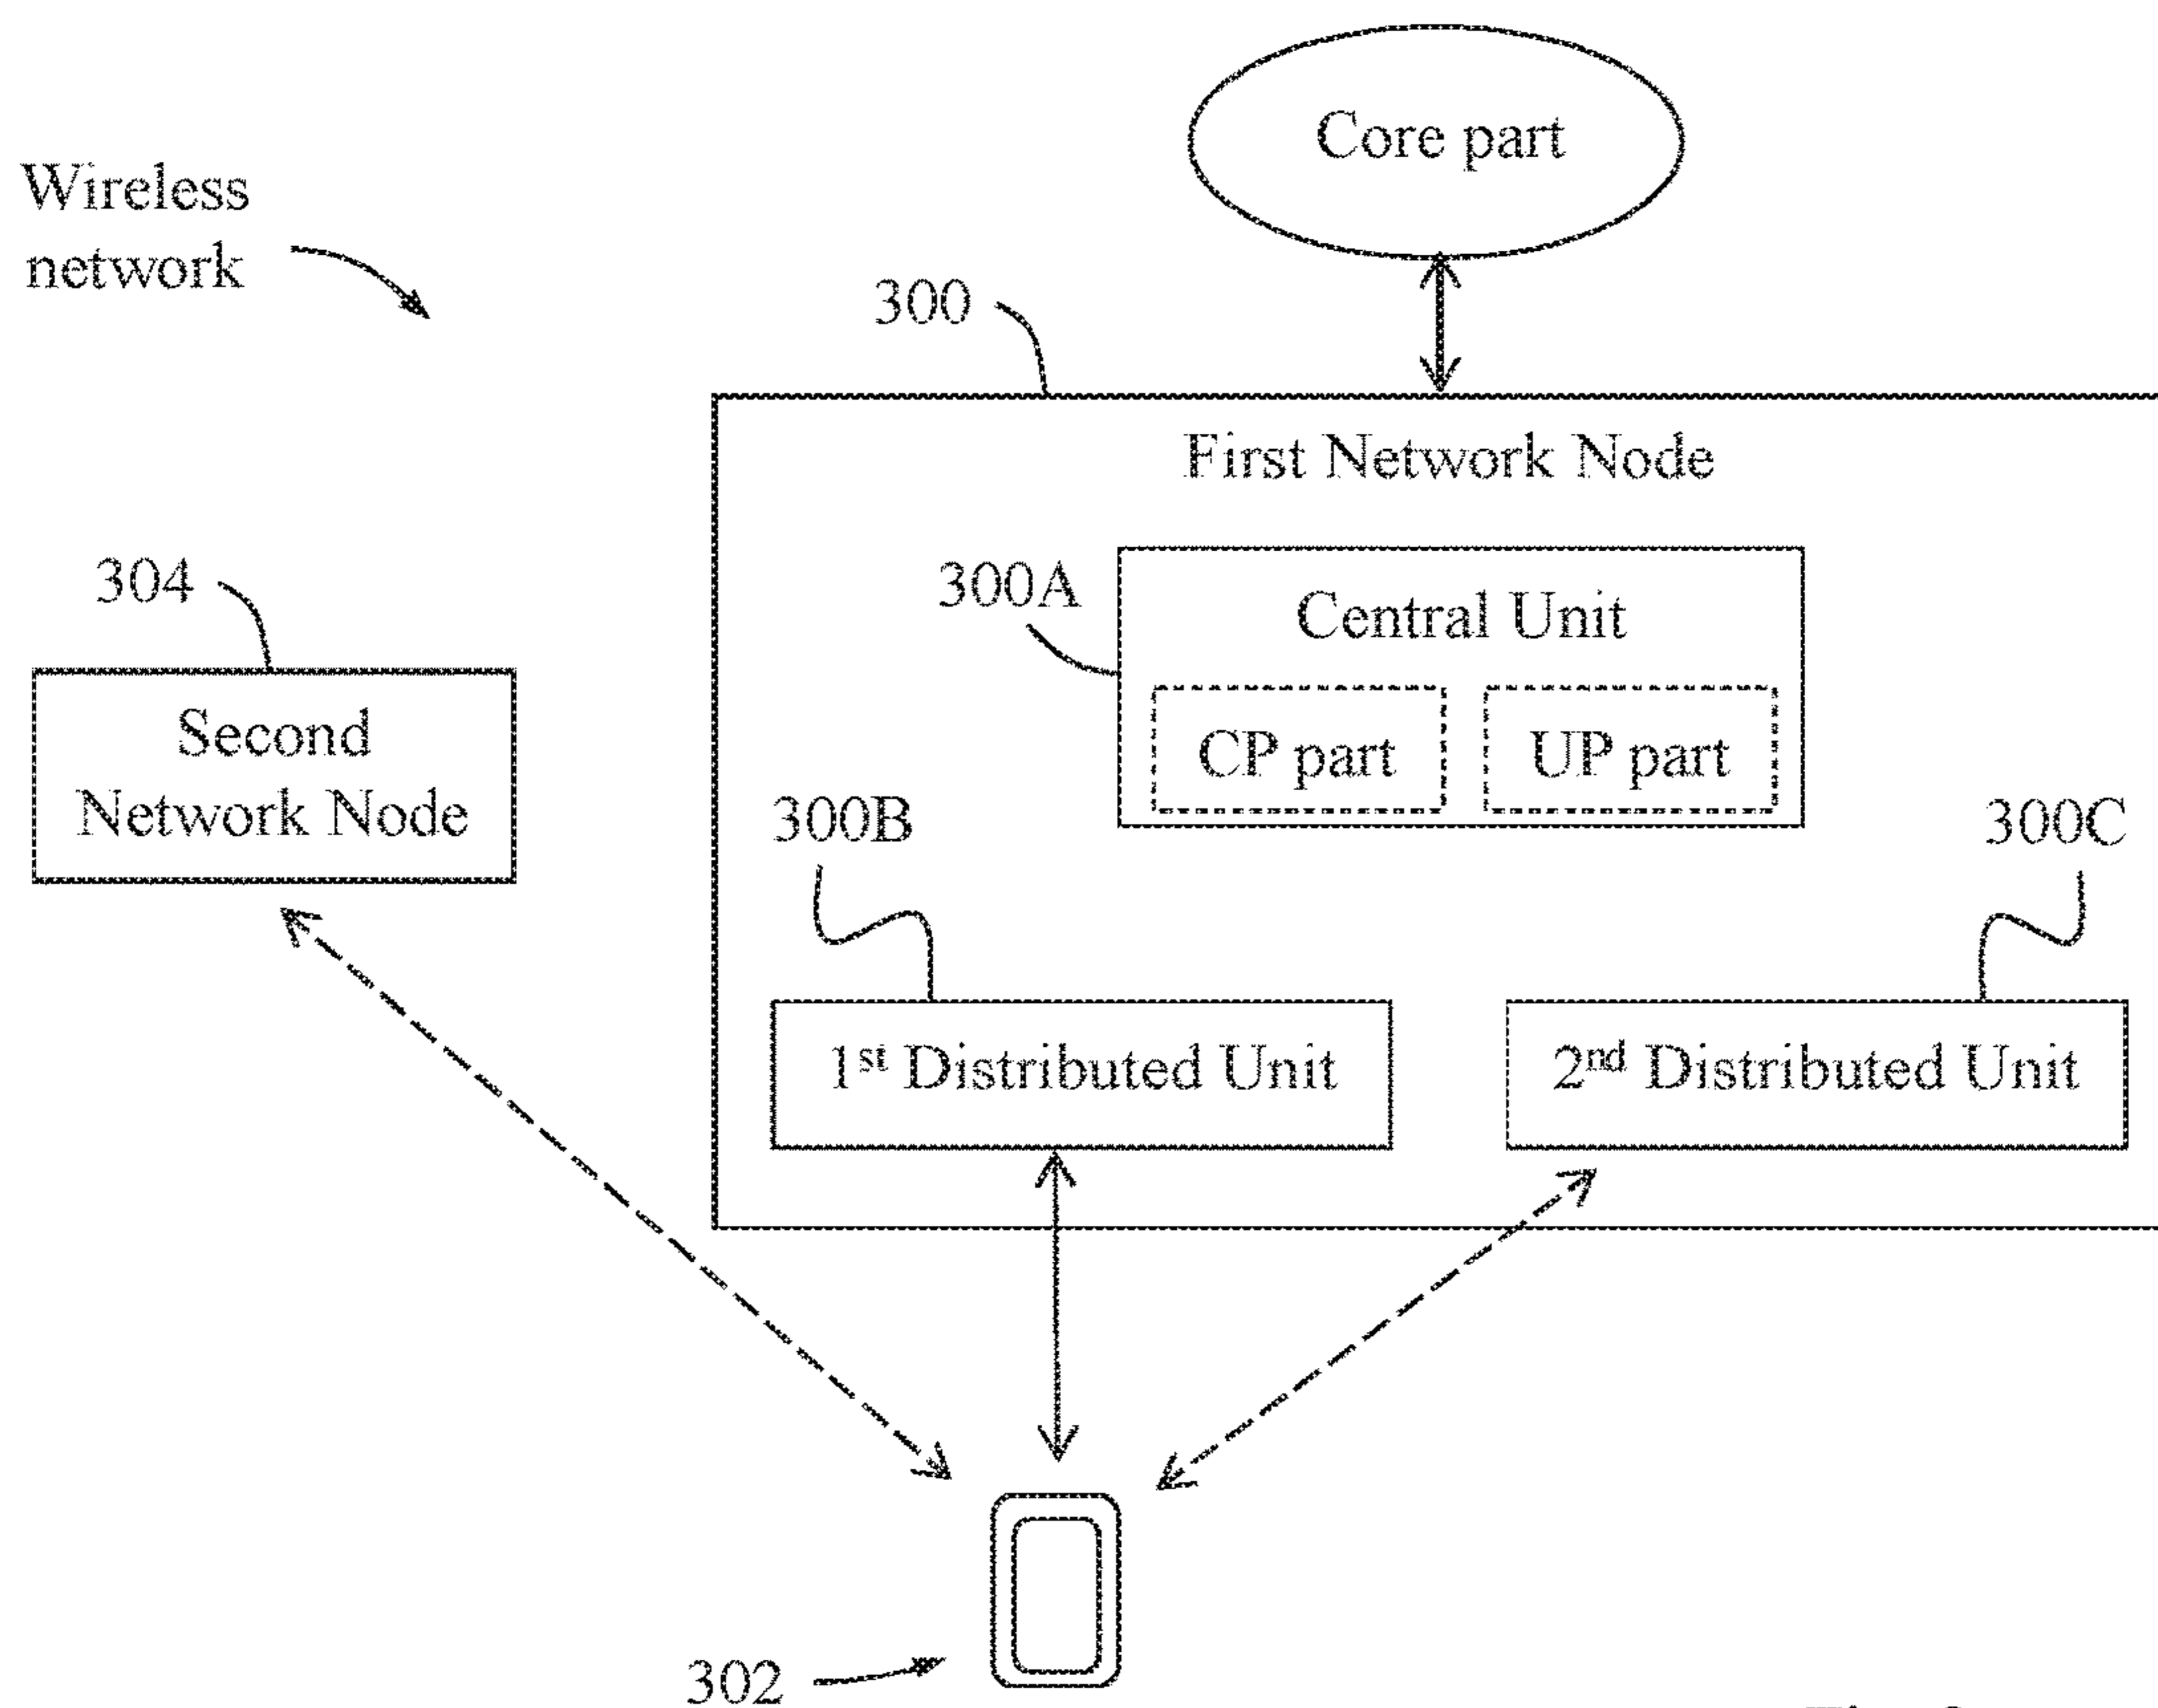 Core part
Wireless
network
300
First Network Node
304
300A
Central Unit
Second
Network Node
CP part
UP part
300B
300C
1st Distributed Unit
2nd Distributed Unit
302